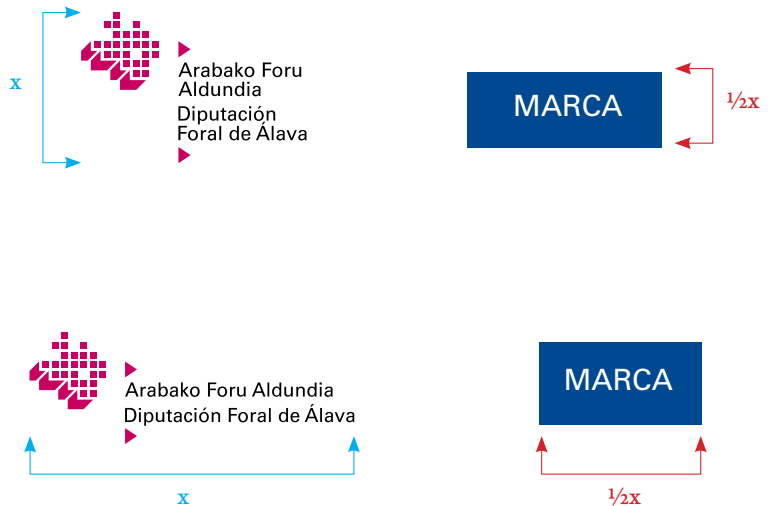 x
Arabako Foru
Aldundia
Diputación
Foral de Álava
MARCA
½x
Arabako Foru Aldundia
Diputación Foral de Álava
x
MARCA
½x